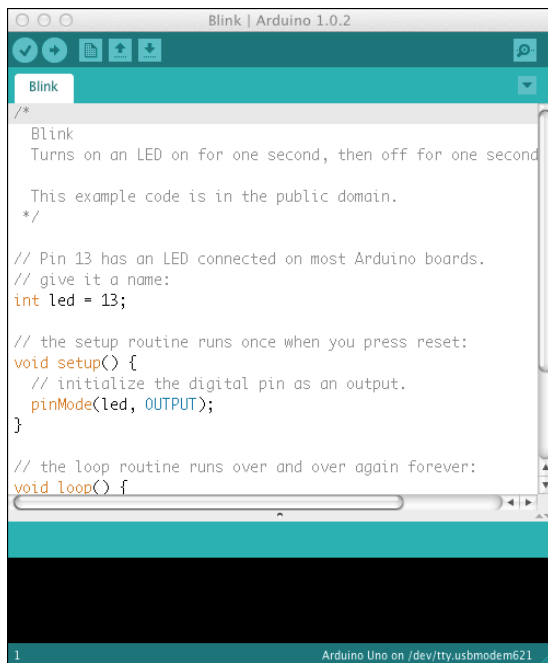 Blink | Arduino 1.0.2
Blink
/*
  Blink
  Turns on an LED on for one second, then off for one second

  This example code is in the public domain.
 */

// Pin 13 has an LED connected on most Arduino boards.
// give it a name:
int led = 13;

// the setup routine runs once when you press reset:
void setup() {
  // initialize the digital pin as an output.
  pinMode(led, OUTPUT);
}

// the loop routine runs over and over again forever:
void loop() {
1
Arduino Uno on /dev/tty.usbmodem621